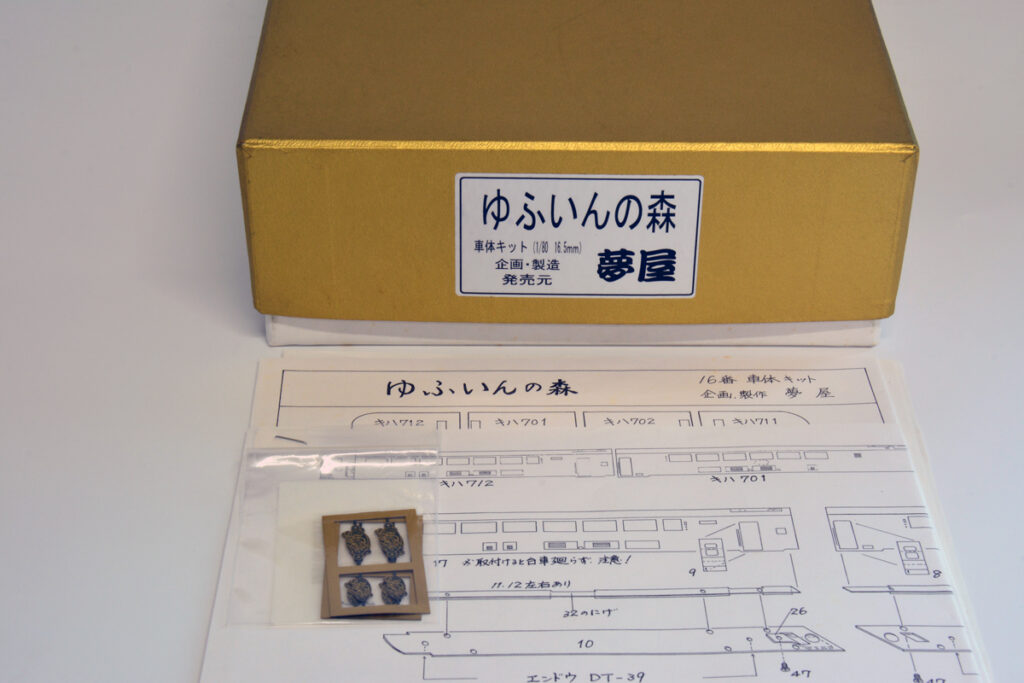 ゆふいんの森
車体キット (1/80 16.5mm)
企画・製造
発売元
夢屋
ゆふいんの森
16番 車体キット
企画.製作 夢屋
キハ712 キハ701 キハ702 キハ711
キハ712 キハ701
17 が取付けると台車廻らず.注意!
9 8
11.12 左右あり
32のにげ
26
10
47 47
エンドウ DT-39